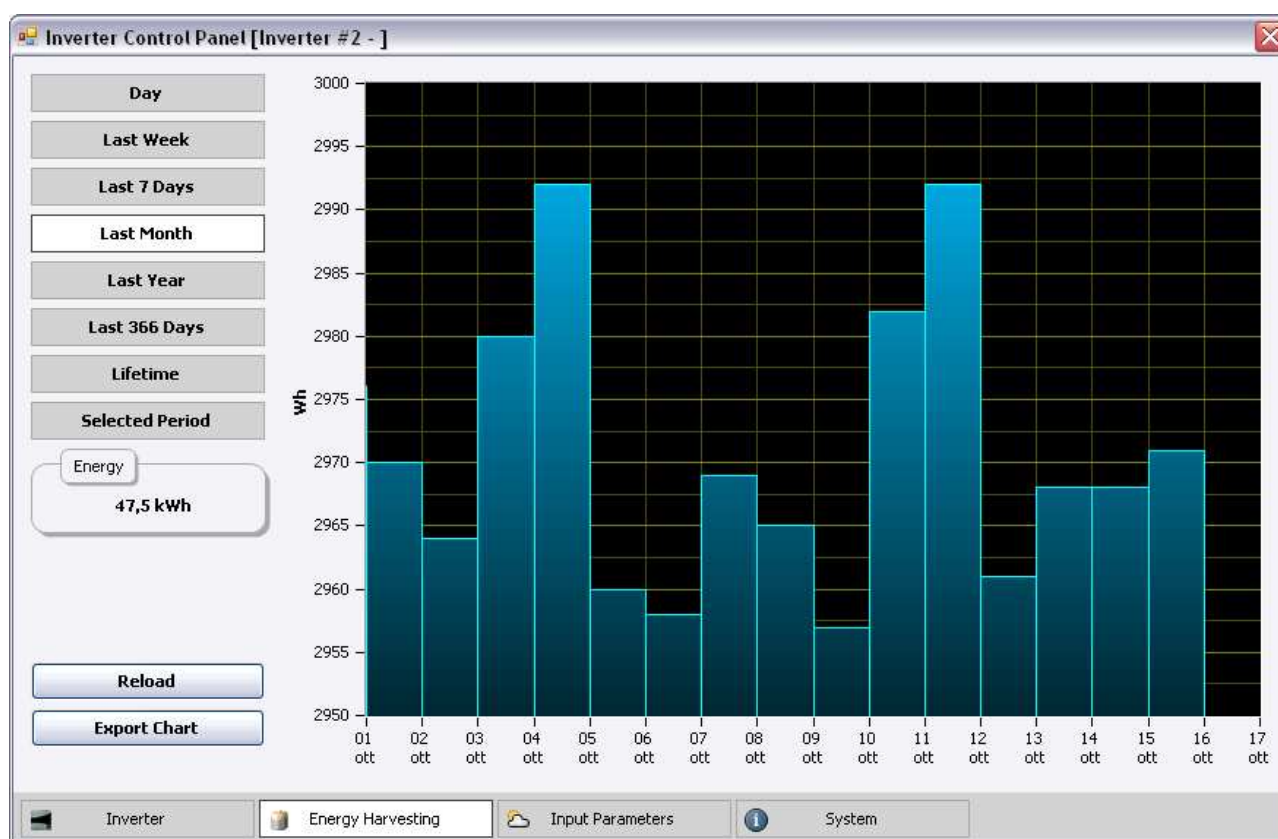 Inverter Control Panel [Inverter #2 - ]
Day
Last Week
Last 7 Days
Last Month
Last Year
Last 366 Days
Lifetime
Selected Period
Energy
47,5 kWh
Reload
Export Chart
Wh
3000
2995
2990
2985
2980
2975
2970
2965
2960
2955
2950
01 02 03 04 05 06 07 08 09 10 11 12 13 14 15 16 17
ott ott ott ott ott ott ott ott ott ott ott ott ott ott ott ott ott
Inverter Energy Harvesting Input Parameters System